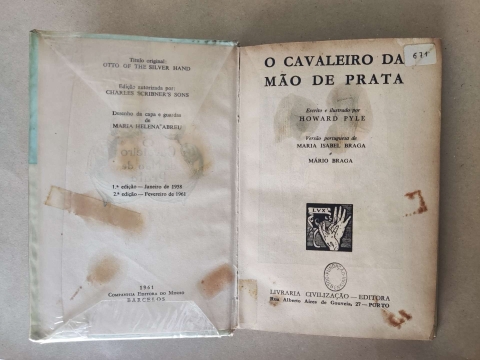 Título original:
OTTO OF THE SILVER HAND
Edição autorizada por:
CHARLES SCRIBNER'S SONS
Desenho da capa e guardas
de
MARIA HELENA ABREU
1.ª edição — Janeiro de 1958
2.ª edição — Fevereiro de 1961
1961
COMPANHIA EDITORA DO MINHO
BARCELOS
671
O CAVALEIRO DA
MÃO DE PRATA
Escrito e ilustrado por
HOWARD PYLE
Versão portuguesa de
MARIA ISABEL BRAGA
e
MÁRIO BRAGA
LVX
LIVRARIA CIVILIZAÇÃO — EDITORA
Rua Alberto Aires de Gouveia, 27 — PORTO